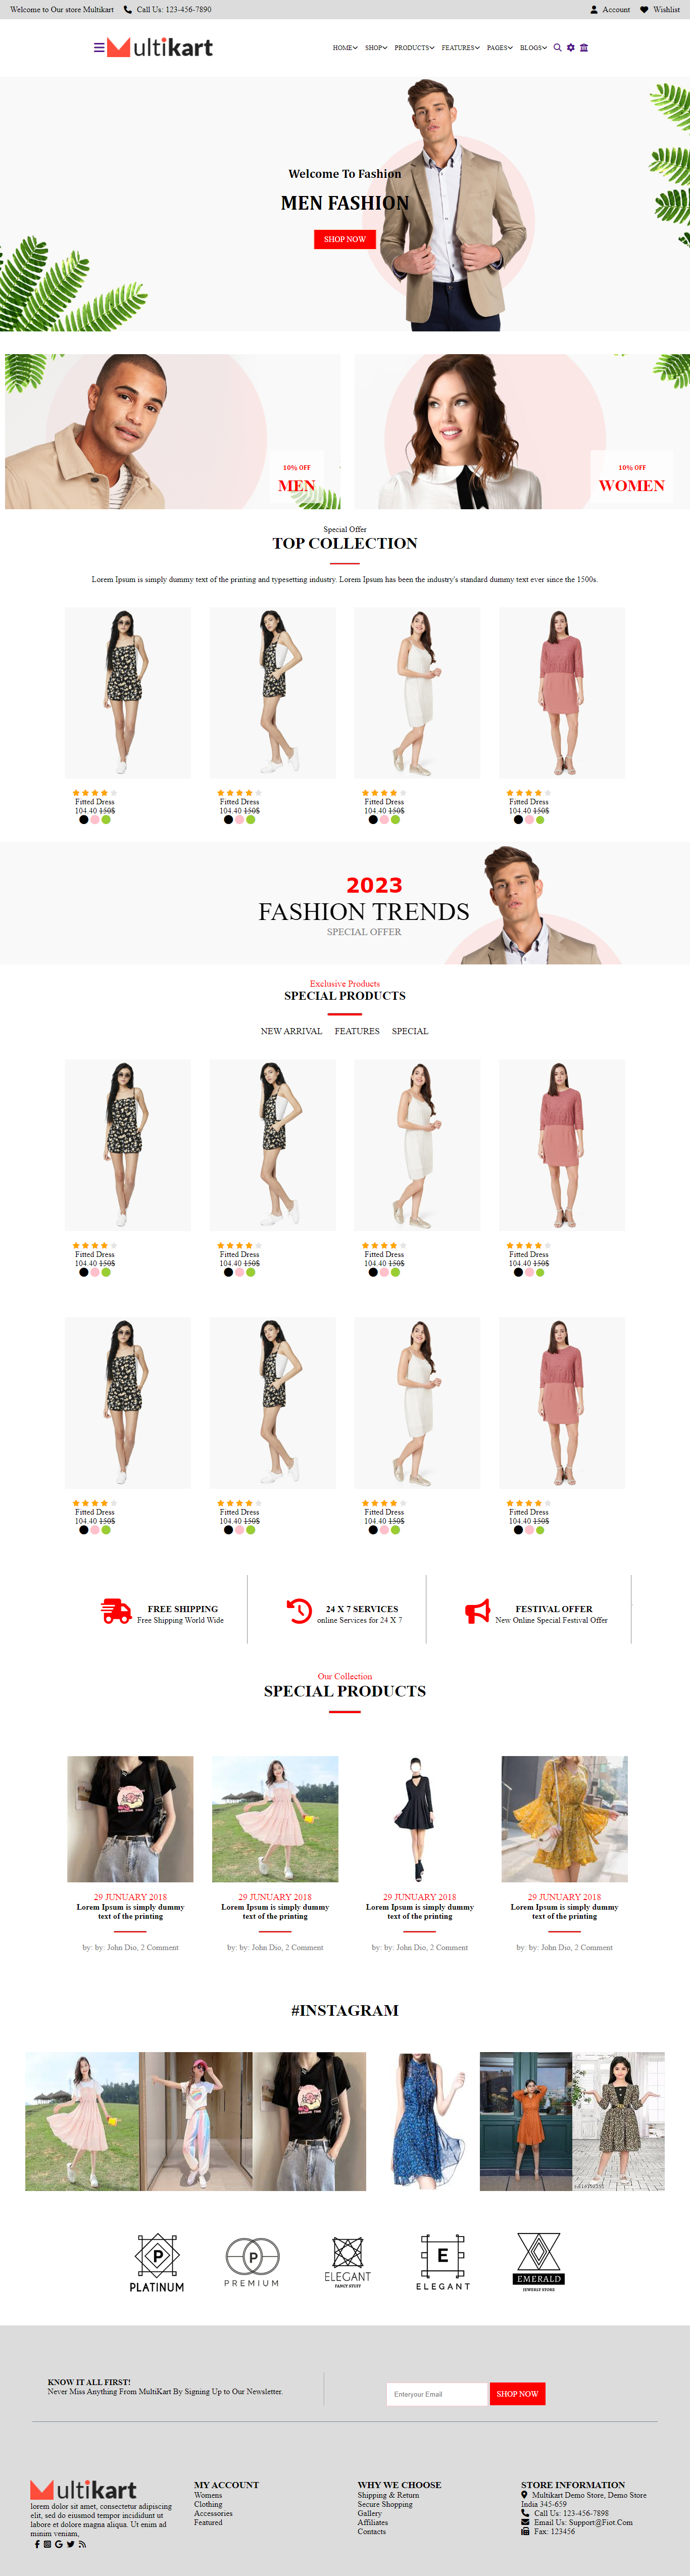 Welcome to Our store Multikart Call Us: 123-456-7890 Account Wishlist
Multikart HOME SHOP PRODUCTS FEATURES PAGES BLOGS
Welcome To Fashion
MEN FASHION
SHOP NOW
10% OFF
MEN
10% OFF
WOMEN
Special Offer
TOP COLLECTION
Lorem Ipsum is simply dummy text of the printing and typesetting industry. Lorem Ipsum has been the industry's standard dummy text ever since the 1500s.
Fitted Dress Fitted Dress Fitted Dress Fitted Dress
104.40 150$ 104.40 150$ 104.40 150$ 104.40 150$
2023
FASHION TRENDS
SPECIAL OFFER
Exclusive Products
SPECIAL PRODUCTS
NEW ARRIVAL FEATURES SPECIAL
Fitted Dress Fitted Dress Fitted Dress Fitted Dress
104.40 150$ 104.40 150$ 104.40 150$ 104.40 150$
Fitted Dress Fitted Dress Fitted Dress Fitted Dress
104.40 150$ 104.40 150$ 104.40 150$ 104.40 150$
FREE SHIPPING 24 X 7 SERVICES FESTIVAL OFFER
Free Shipping World Wide online Services for 24 X 7 New Online Special Festival Offer
Our Collection
SPECIAL PRODUCTS
29 JUNUARY 2018 29 JUNUARY 2018 29 JUNUARY 2018 29 JUNUARY 2018
Lorem Ipsum is simply dummy Lorem Ipsum is simply dummy Lorem Ipsum is simply dummy Lorem Ipsum is simply dummy
text of the printing text of the printing text of the printing text of the printing
by: by: John Dio, 2 Comment by: by: John Dio, 2 Comment by: by: John Dio, 2 Comment by: by: John Dio, 2 Comment
#INSTAGRAM
P P E
PLATINUM PREMIUM ELEGANT ELEGANT EMERALD
FANCY STUFF JEWERLY STORE
KNOW IT ALL FIRST!
Never Miss Anything From MultiKart By Signing Up to Our Newsletter.
Enteryour Email SHOP NOW
Multikart
lorem dolor sit amet, consectetur adipiscing
elit, sed do eiusmod tempor incididunt ut
labore et dolore magna aliqua. Ut enim ad
minim veniam,
MY ACCOUNT
Womens
Clothing
Accessories
Featured
WHY WE CHOOSE
Shipping & Return
Secure Shopping
Gallery
Affiliates
Contacts
STORE INFORMATION
Multikart Demo Store, Demo Store
India 345-659
Call Us: 123-456-7898
Email Us: Support@Fiot.Com
Fax: 123456